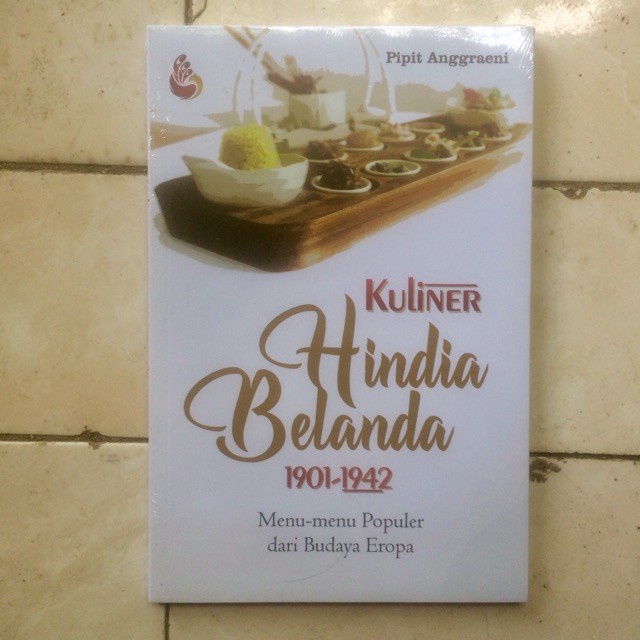 Pipit Anggraeni
KuliNER
Hindia
Belanda
1901-1942
Menu-menu Populer
dari Budaya Eropa